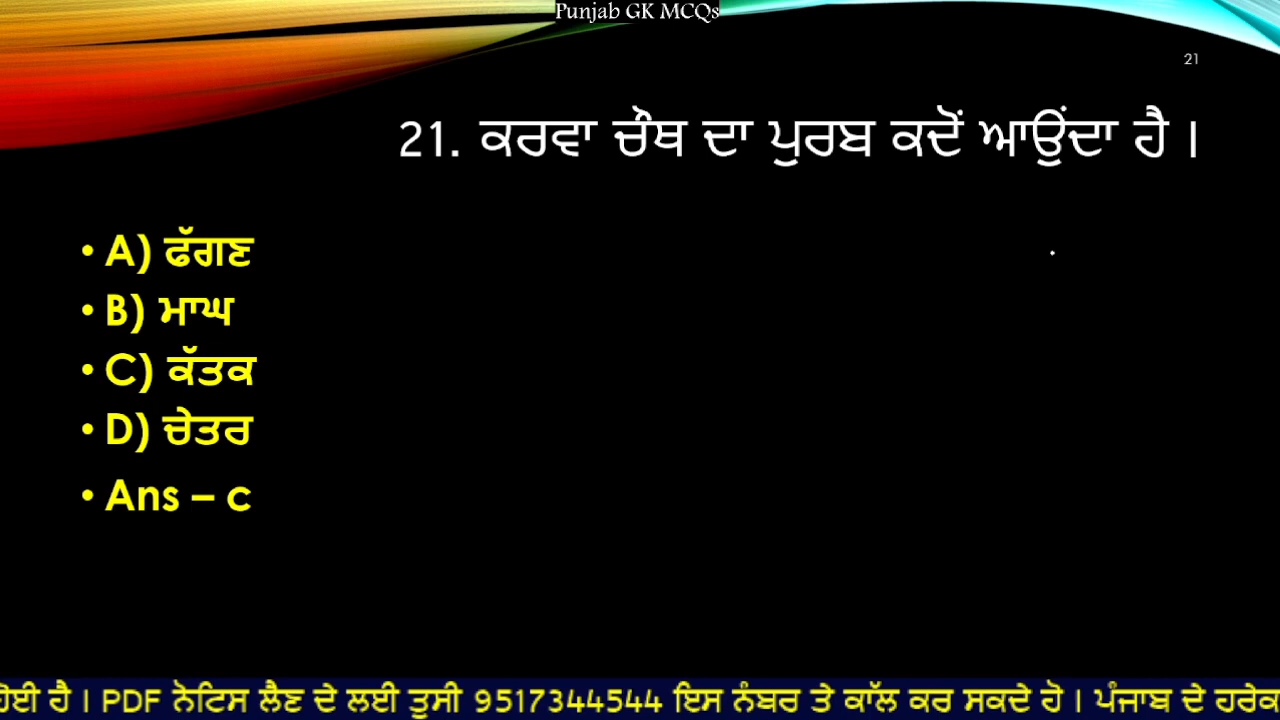 Punjab GK MCQs
21
21. ਕਰਵਾ ਚੌਥ ਦਾ ਪੁਰਬ ਕਦੋਂ ਆਉਂਦਾ ਹੈ ।
• A) ਫੱਗਣ
• B) ਮਾਘ
• C) ਕੱਤਕ
• D) ਚੇਤਰ
• Ans – c
ਹੋਈ ਹੈ । PDF ਨੋਟਿਸ ਲੈਣ ਦੇ ਲਈ ਤੁਸੀ 9517344544 ਇਸ ਨੰਬਰ ਤੇ ਕਾੱਲ ਕਰ ਸਕਦੇ ਹੋ । ਪੰਜਾਬ ਦੇ ਹਰੇਕ